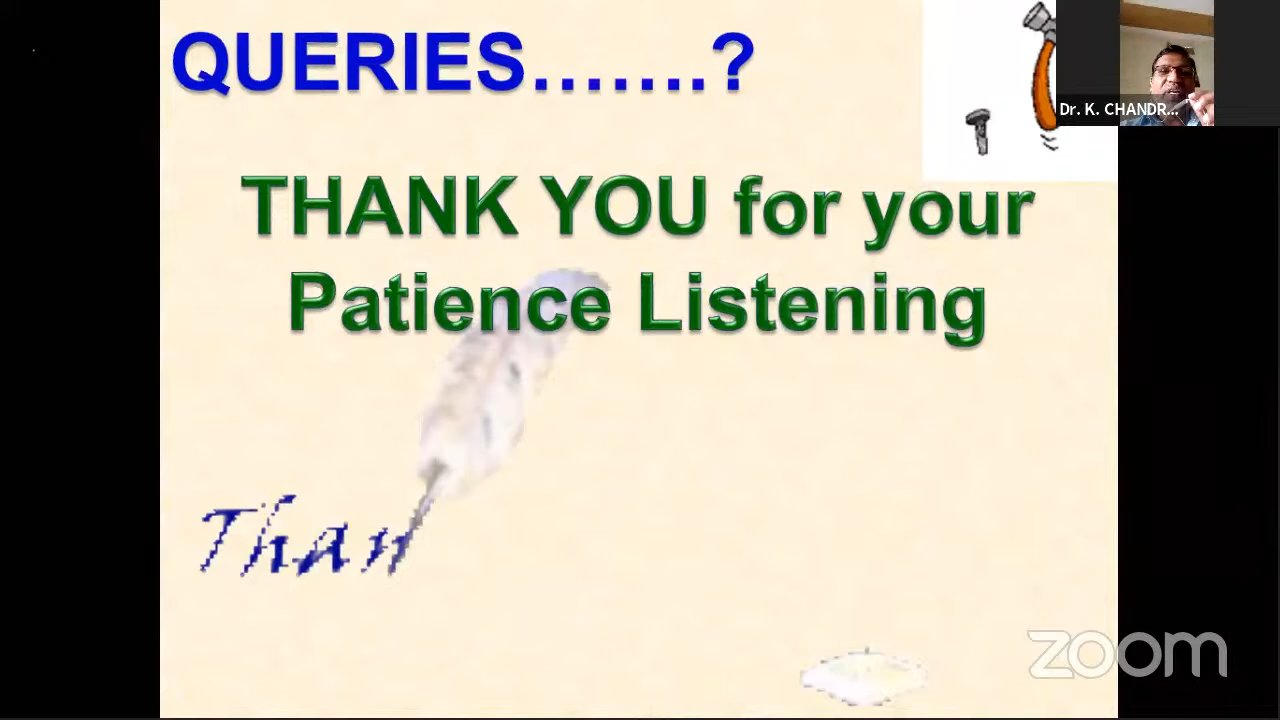 QUERIES…….?
Dr. K. CHANDR...
THANK YOU for your
Patience Listening
Than
zoom